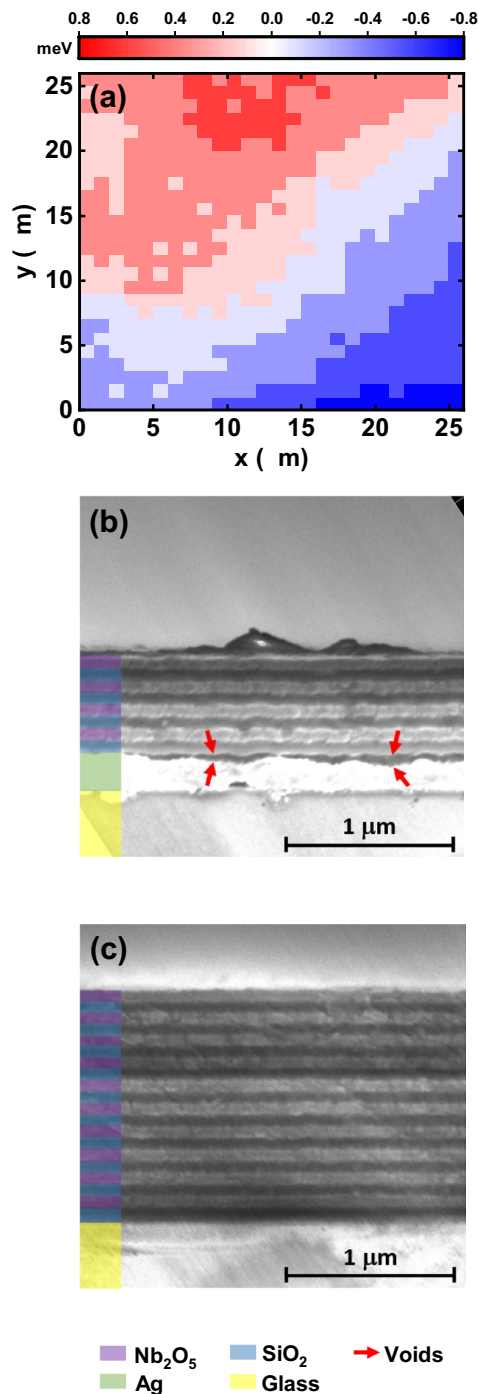 0.8 0.6 0.4 0.2 0.0 -0.2 -0.4 -0.6 -0.8
meV
(a)
25
20
15
10
5
0
y ( m)
0 5 10 15 20 25
x ( m)
(b)
1 μm
(c)
1 μm
Nb₂O₅ SiO₂ Voids
Ag Glass